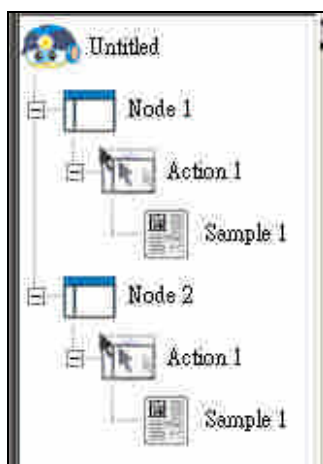 Untitled
Node 1
Action 1
Sample 1
Node 2
Action 1
Sample 1